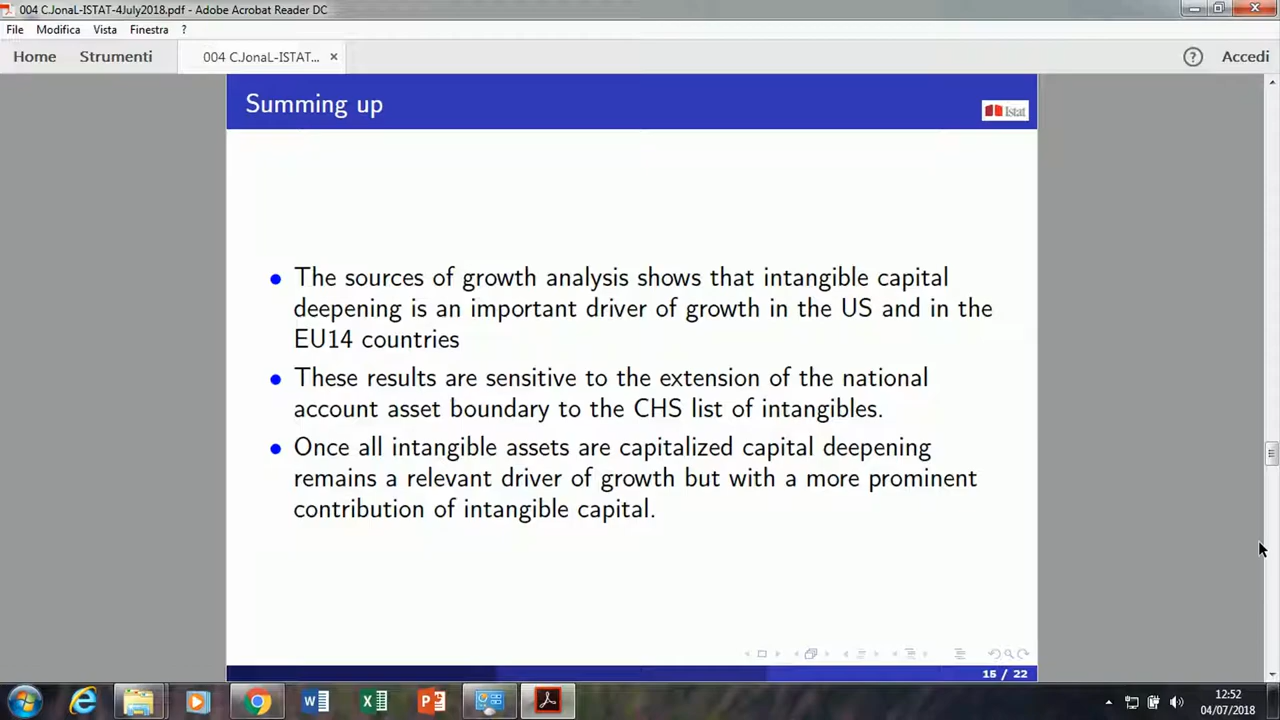 004 C.JonaL-ISTAT-4July2018.pdf - Adobe Acrobat Reader DC
File Modifica Vista Finestra ?
Home Strumenti 004 C.JonaL-ISTAT... × ? Accedi
Summing up
Istat
• The sources of growth analysis shows that intangible capital
deepening is an important driver of growth in the US and in the
EU14 countries
• These results are sensitive to the extension of the national
account asset boundary to the CHS list of intangibles.
• Once all intangible assets are capitalized capital deepening
remains a relevant driver of growth but with a more prominent
contribution of intangible capital.
15 / 22
12:52
04/07/2018